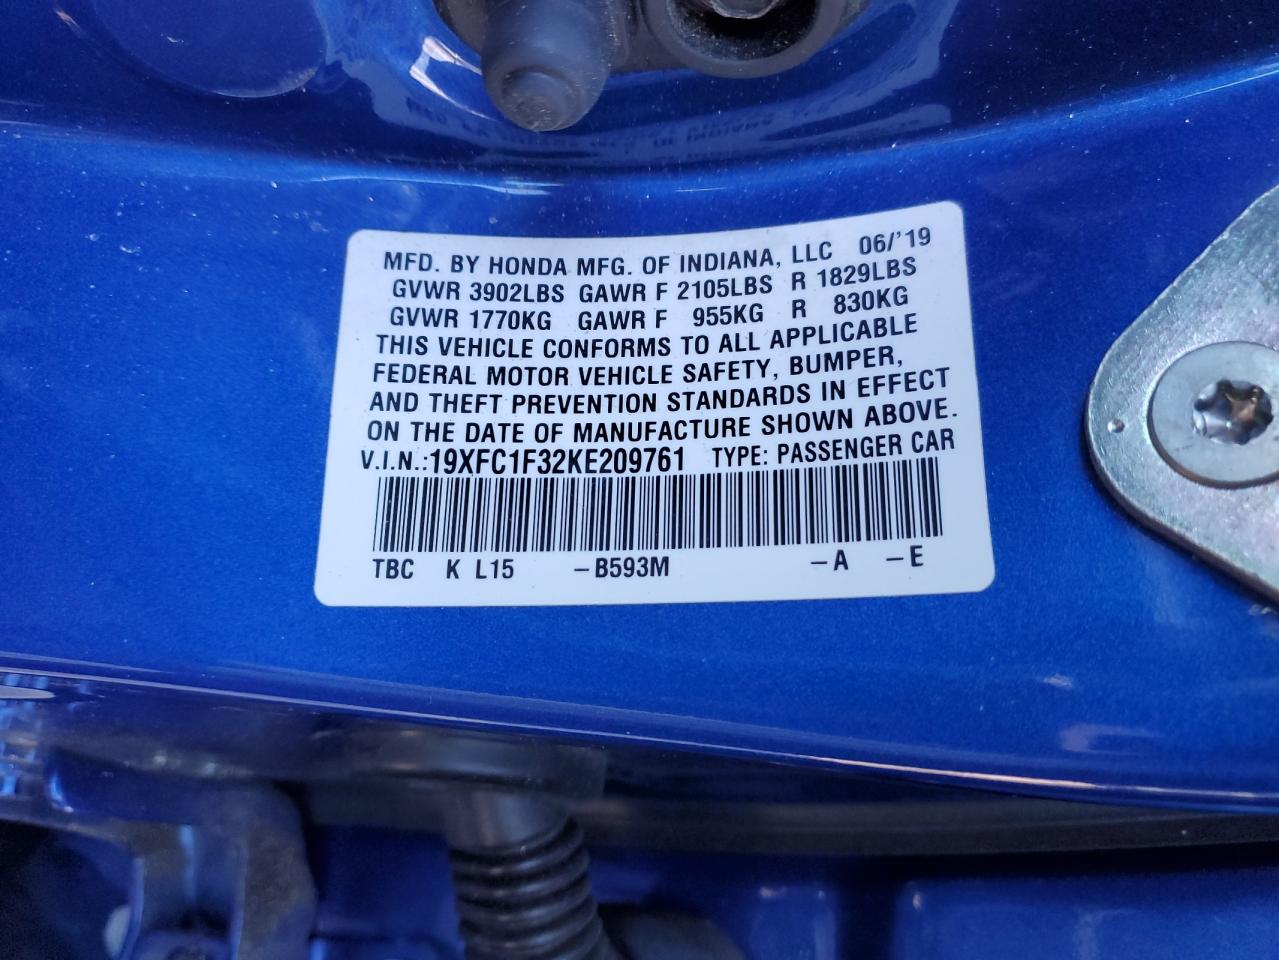 MFD. BY HONDA MFG. OF INDIANA, LLC 06/'19
GVWR 3902LBS GAWR F 2105LBS R 1829LBS
GVWR 1770KG GAWR F 955KG R 830KG
THIS VEHICLE CONFORMS TO ALL APPLICABLE
FEDERAL MOTOR VEHICLE SAFETY, BUMPER,
AND THEFT PREVENTION STANDARDS IN EFFECT
ON THE DATE OF MANUFACTURE SHOWN ABOVE.
V.I.N.:19XFC1F32KE209761 TYPE: PASSENGER CAR
TBC K L15 -B593M -A -E